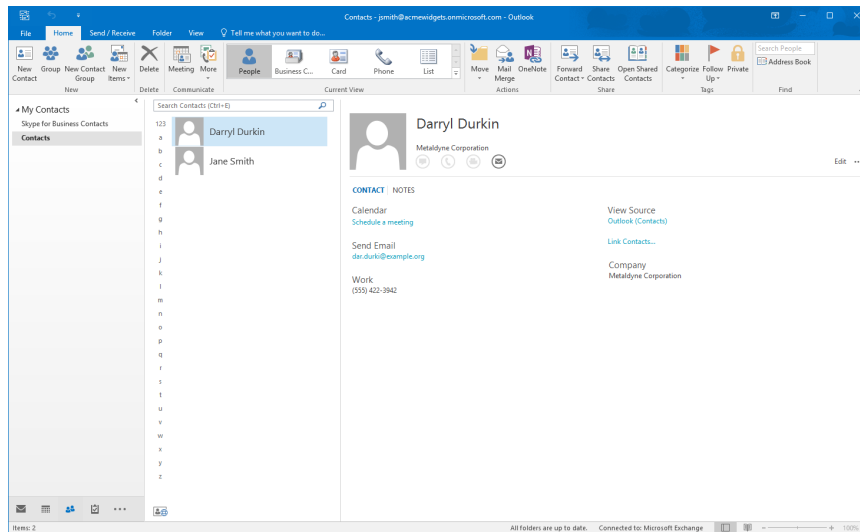 Contacts - jsmith@acmewidgets.onmicrosoft.com - Outlook
File Home Send / Receive Folder View Tell me what you want to do...
New Contact
Group
New Contact Group
New Items
Delete
Meeting
More
People
Business C...
Card
Phone
List
Move
Mail Merge
OneNote
Forward Contact
Share Contacts
Open Shared Contacts
Categorize
Follow Up
Private
Search People
Address Book
New Delete Communicate Current View Actions Share Tags Find
My Contacts
Skype for Business Contacts
Contacts
Search Contacts (Ctrl+E)
123
a
b
c
d
e
f
g
h
i
j
k
l
m
n
o
p
q
r
s
t
u
v
w
x
y
z
Darryl Durkin
Jane Smith
Darryl Durkin
Metaldyne Corporation
Edit
CONTACT NOTES
Calendar
Schedule a meeting
Send Email
dar.durki@example.org
Work
(555) 422-3942
View Source
Outlook (Contacts)
Link Contacts...
Company
Metaldyne Corporation
Items: 2
All folders are up to date. Connected to: Microsoft Exchange
100%